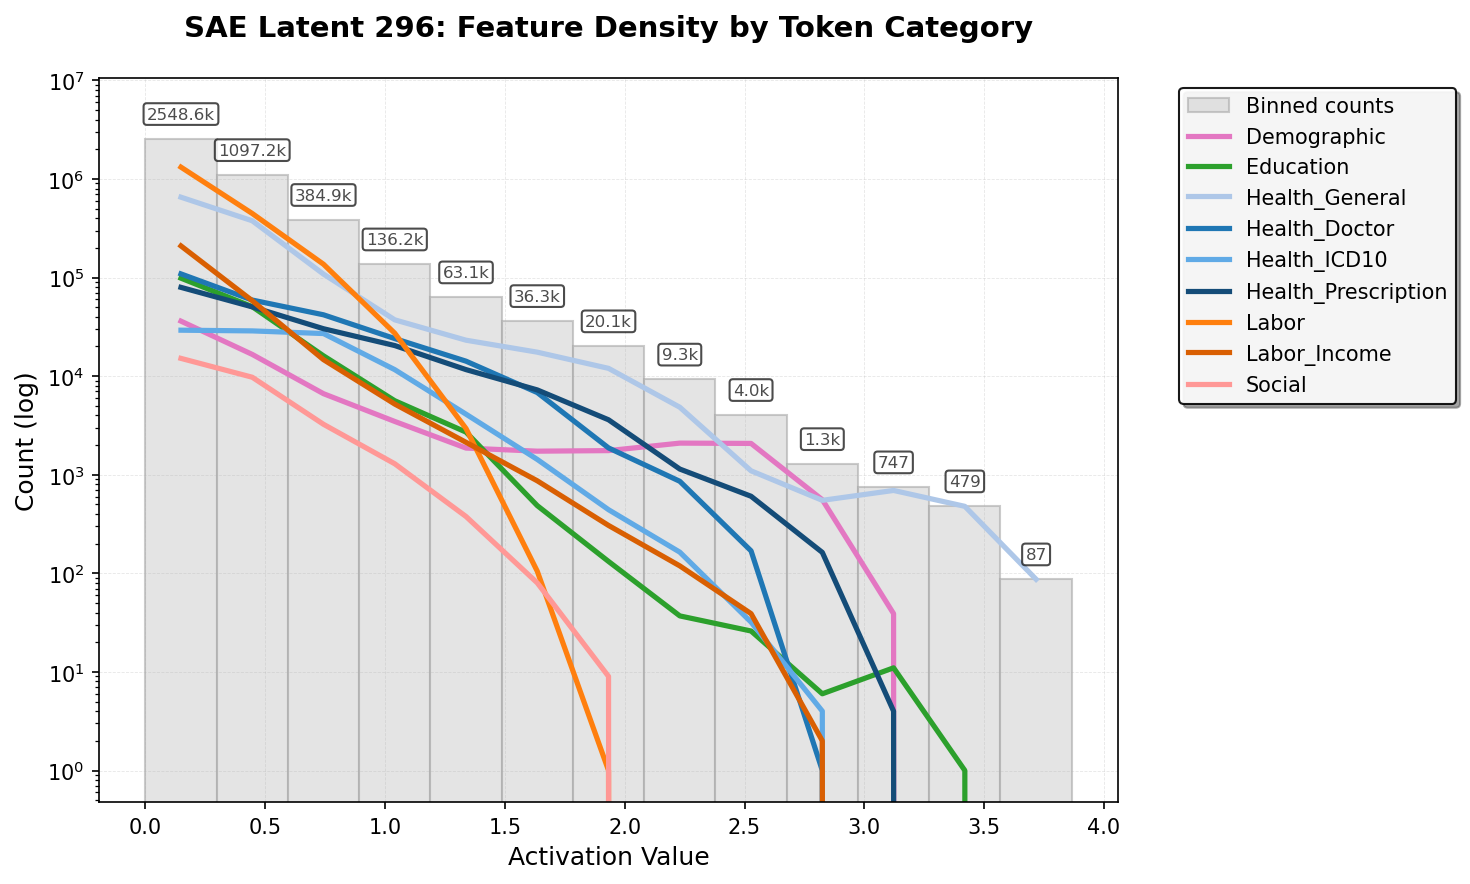 SAE Latent 296: Feature Density by Token Category
10⁷
10⁶
10⁵
10⁴
10³
10²
10¹
10⁰
Count (log)
2548.6k
1097.2k
384.9k
136.2k
63.1k
36.3k
20.1k
9.3k
4.0k
1.3k
747
479
87
0.0 0.5 1.0 1.5 2.0 2.5 3.0 3.5 4.0
Activation Value
Binned counts
Demographic
Education
Health_General
Health_Doctor
Health_ICD10
Health_Prescription
Labor
Labor_Income
Social